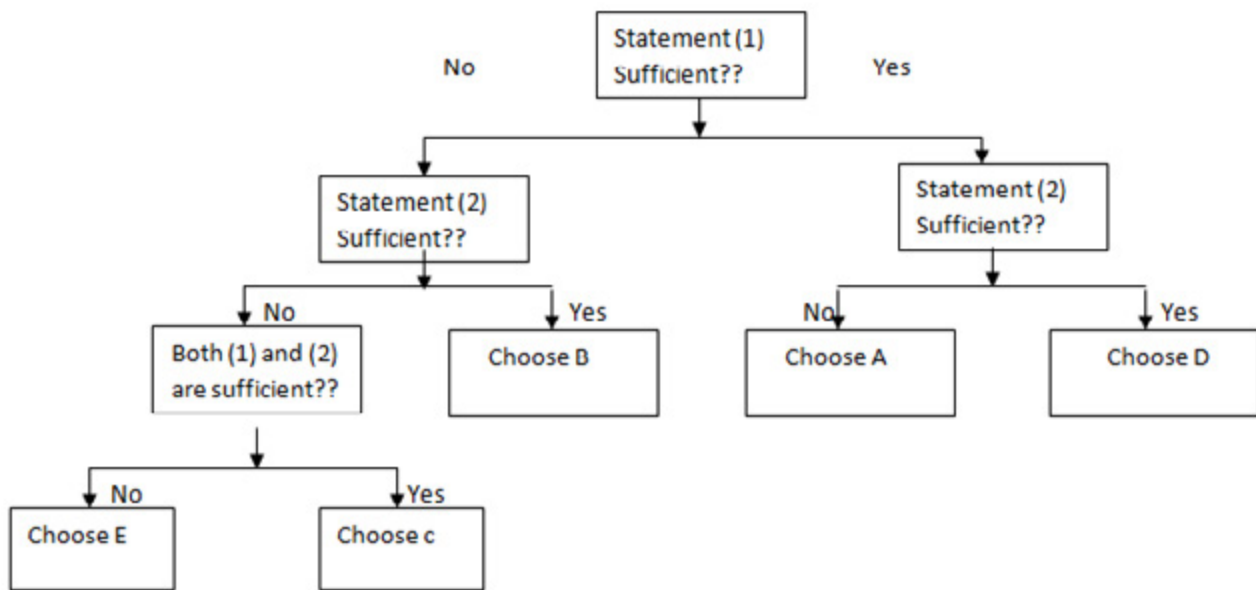 Statement (1)
Sufficient??
No
Yes
Statement (2)
Sufficient??
Statement (2)
Sufficient??
No
Yes
No
Yes
Both (1) and (2)
are sufficient??
Choose B
Choose A
Choose D
No
Yes
Choose E
Choose c